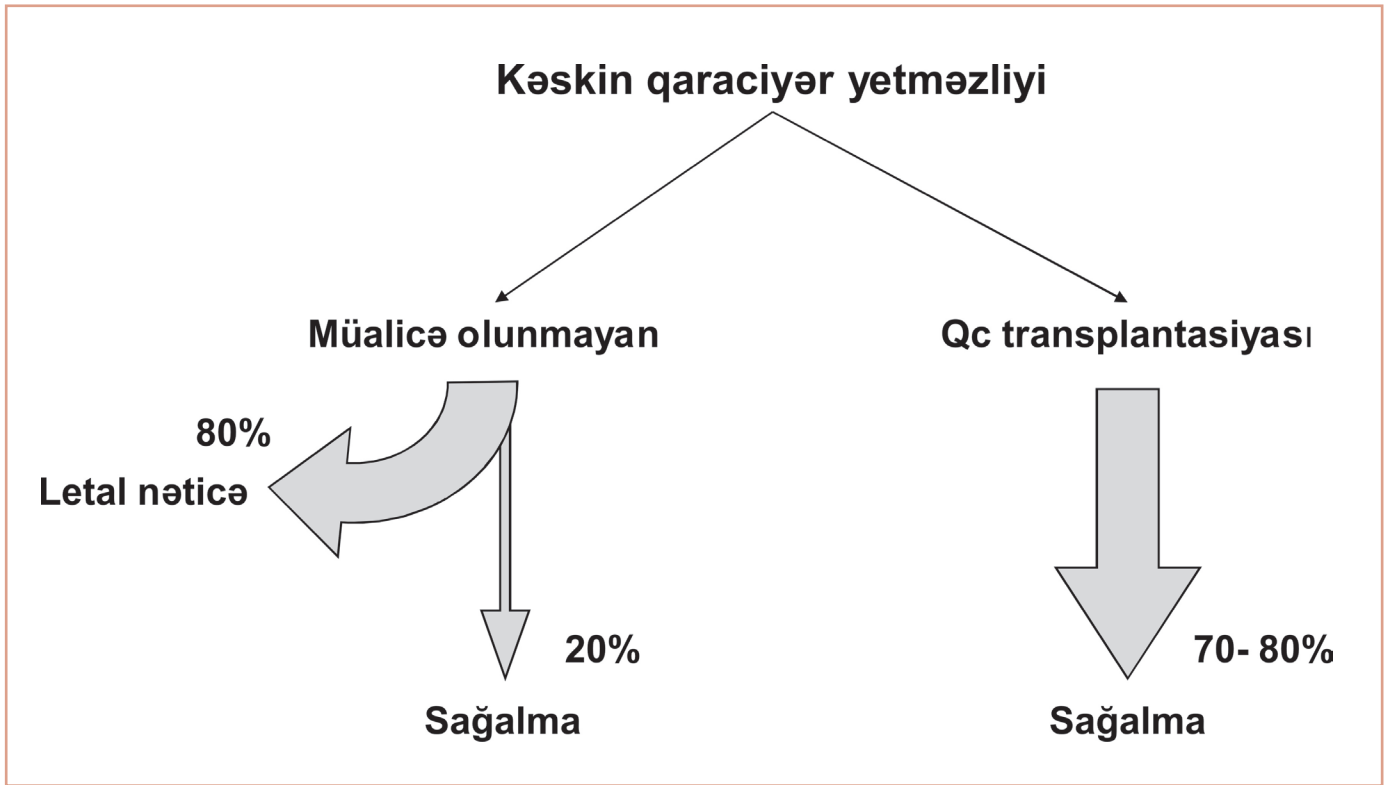 Kəskin qaraciyər yetməzliyi
Müalicə olunmayan
Qc transplantasiyası
80%
Letal nəticə
20%
70- 80%
Sağalma
Sağalma